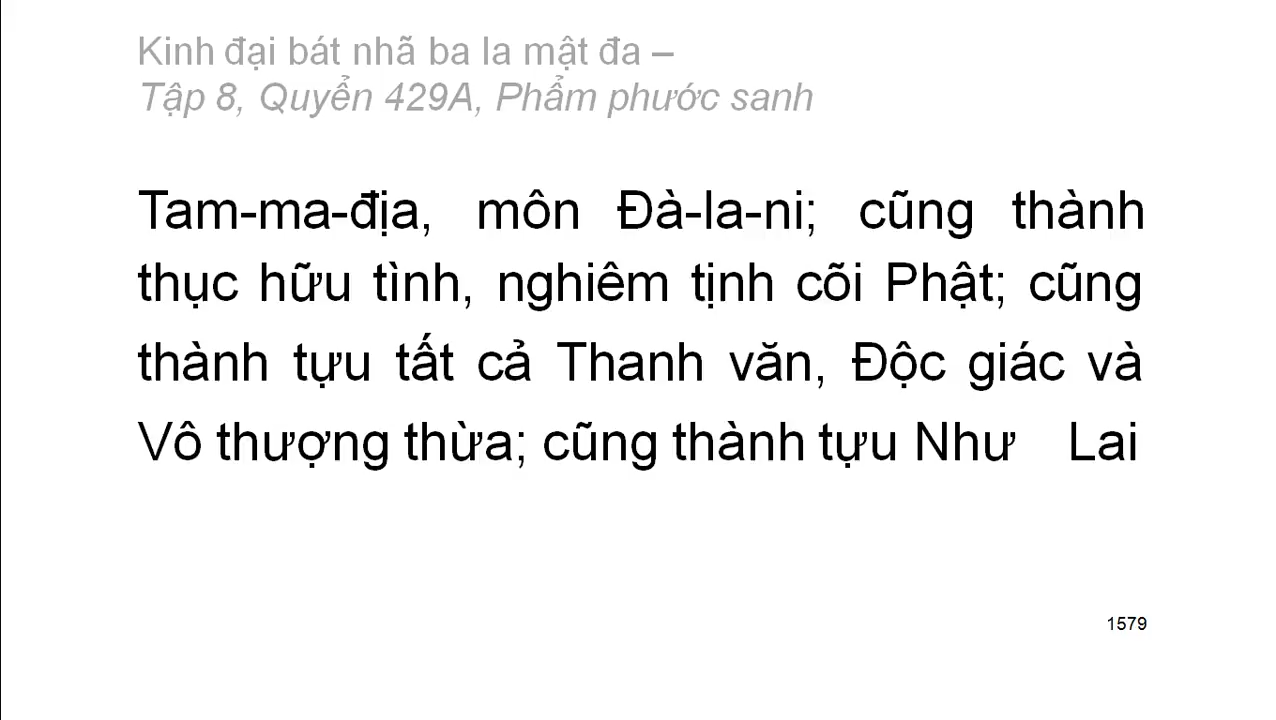 Kinh đại bát nhã ba la mật đa –
Tập 8, Quyển 429A, Phẩm phước sanh
Tam-ma-địa, môn Đà-la-ni; cũng thành
thục hữu tình, nghiêm tịnh cõi Phật; cũng
thành tựu tất cả Thanh văn, Độc giác và
Vô thượng thừa; cũng thành tựu Như Lai
1579